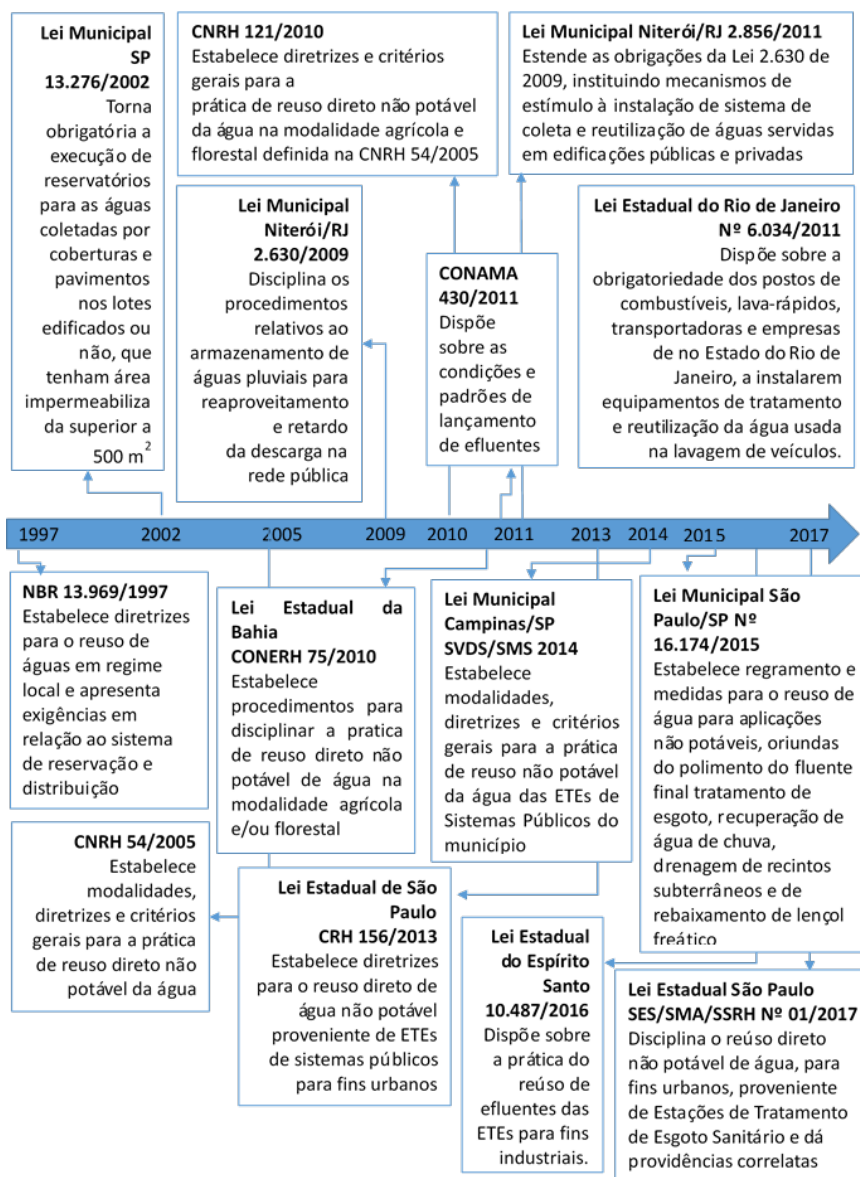 Lei Municipal
SP
13.276/2002
Torna
obrigatória a
execução de
reservatórios
para as águas
coletadas por
coberturas e
pavimentos
nos lotes
edificados ou
não, que
tenham área
impermeabiliza
da superior a
500 m²
CNRH 121/2010
Estabelece diretrizes e critérios
gerais para a
prática de reuso direto não potável
da água na modalidade agrícola e
florestal definida na CNRH 54/2005
Lei Municipal Niterói/RJ 2.856/2011
Estende as obrigações da Lei 2.630 de
2009, instituindo mecanismos de
estímulo à instalação de sistema de
coleta e reutilização de águas servidas
em edificações públicas e privadas
Lei Municipal
Niterói/RJ
2.630/2009
Disciplina os
procedimentos
relativos ao
armazenamento de
águas pluviais para
reaproveitamento
e retardo
da descarga na
rede pública
CONAMA
430/2011
Dispõe
sobre as
condições e
padrões de
lançamento
de efluentes
Lei Estadual do Rio de Janeiro
Nº 6.034/2011
Dispõe sobre a
obrigatoriedade dos postos de
combustíveis, lava-rápidos,
transportadoras e empresas
de no Estado do Rio de
Janeiro, a instalarem
equipamentos de tratamento
e reutilização da água usada
na lavagem de veículos.
1997 2002 2005 2009 2010 2011 2013 2014 2015 2017
NBR 13.969/1997
Estabelece diretrizes
para o reuso de
águas em regime
local e apresenta
exigências em
relação ao sistema
de reservação e
distribuição
Lei Estadual da
Bahia
CONERH 75/2010
Estabelece
procedimentos para
disciplinar a pratica
de reuso direto não
potável de água na
modalidade agrícola
e/ou florestal
Lei Municipal
Campinas/SP
SVDS/SMS 2014
Estabelece
modalidades,
diretrizes e critérios
gerais para a prática
de reuso não potável
da água das ETEs de
Sistemas Públicos do
município
Lei Municipal São
Paulo/SP Nº
16.174/2015
Estabelece regramento e
medidas para o reuso de
água para aplicações
não potáveis, oriundas
do polimento do fluente
final tratamento de
esgoto, recuperação de
água de chuva,
drenagem de recintos
subterrâneos e de
rebaixamento de lençol
freático
CNRH 54/2005
Estabelece
modalidades,
diretrizes e critérios
gerais para a prática
de reuso direto não
potável da água
Lei Estadual de São
Paulo
CRH 156/2013
Estabelece diretrizes
para o reuso direto de
água não potável
proveniente de ETEs
de sistemas públicos
para fins urbanos
Lei Estadual
do Espírito
Santo
10.487/2016
Dispõe sobre
a prática do
reúso de
efluentes das
ETEs para fins
industriais.
Lei Estadual São Paulo
SES/SMA/SSRH Nº 01/2017
Disciplina o reúso direto
não potável de água, para
fins urbanos, proveniente
de Estações de Tratamento
de Esgoto Sanitário e dá
providências correlatas